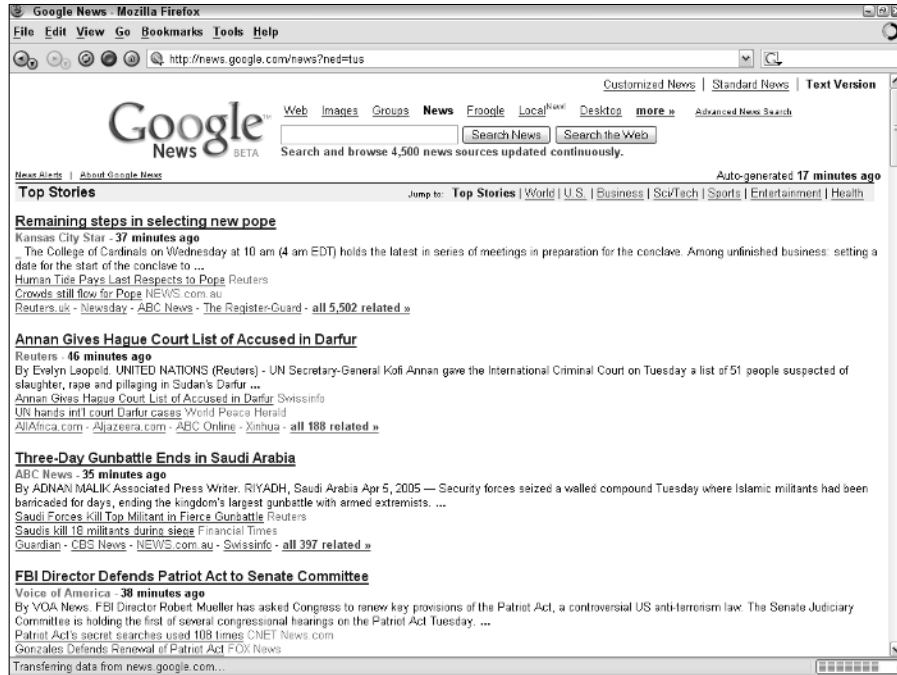 Google News - Mozilla Firefox
File Edit View Go Bookmarks Tools Help
http://news.google.com/news?ned=tus
Customized News | Standard News | Text Version
Google™
News BETA
Web Images Groups News Froogle Local New! Desktop more »
Advanced News Search
Search News Search the Web
Search and browse 4,500 news sources updated continuously.
News Alerts | About Google News
Auto-generated 17 minutes ago
Top Stories
Jump to: Top Stories | World | U.S. | Business | Sci/Tech | Sports | Entertainment | Health
Remaining steps in selecting new pope
Kansas City Star - 37 minutes ago
_ The College of Cardinals on Wednesday at 10 am (4 am EDT) holds the latest in series of meetings in preparation for the conclave. Among unfinished business: setting a
date for the start of the conclave to ...
Human Tide Pays Last Respects to Pope Reuters
Crowds still flow for Pope NEWS.com.au
Reuters.uk - Newsday - ABC News - The Register-Guard - all 5,502 related »
Annan Gives Hague Court List of Accused in Darfur
Reuters - 46 minutes ago
By Evelyn Leopold. UNITED NATIONS (Reuters) - UN Secretary-General Kofi Annan gave the International Criminal Court on Tuesday a list of 51 people suspected of
slaughter, rape and pillaging in Sudan's Darfur ...
Annan Gives Hague Court List of Accused in Darfur Swissinfo
UN hands int'l court Darfur cases World Peace Herald
AllAfrica.com - Aljazeera.com - ABC Online - Xinhua - all 188 related »
Three-Day Gunbattle Ends in Saudi Arabia
ABC News - 35 minutes ago
By ADNAN MALIK Associated Press Writer. RIYADH, Saudi Arabia Apr 5, 2005 — Security forces seized a walled compound Tuesday where Islamic militants had been
barricaded for days, ending the kingdom's largest gunbattle with armed extremists. ...
Saudi Forces Kill Top Militant in Fierce Gunbattle Reuters
Saudis kill 18 militants during siege Financial Times
Guardian - CBS News - NEWS.com.au - Swissinfo - all 397 related »
FBI Director Defends Patriot Act to Senate Committee
Voice of America - 38 minutes ago
By VOA News. FBI Director Robert Mueller has asked Congress to renew key provisions of the Patriot Act, a controversial US anti-terrorism law. The Senate Judiciary
Committee is holding the first of several congressional hearings on the Patriot Act Tuesday. ...
Patriot Act's secret searches used 108 times CNET News.com
Gonzales Defends Renewal of Patriot Act FOX News
Transferring data from news.google.com...